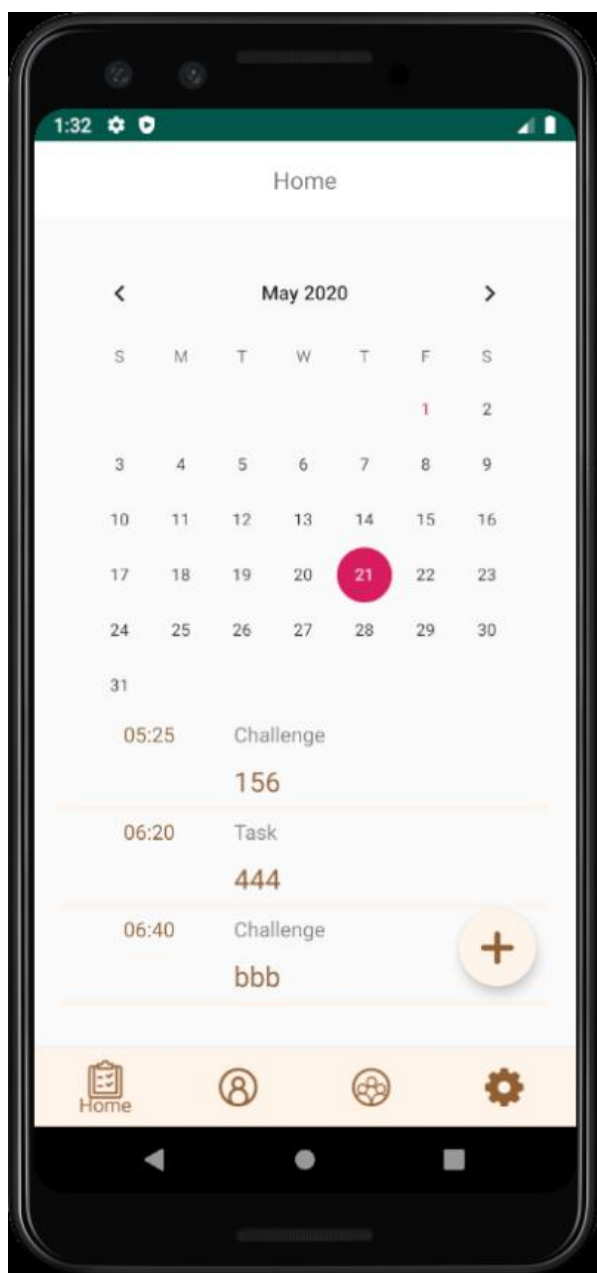 1:32
Home
May 2020
S M T W T F S
1 2
3 4 5 6 7 8 9
10 11 12 13 14 15 16
17 18 19 20 21 22 23
24 25 26 27 28 29 30
31
05:25 Challenge
156
06:20 Task
444
06:40 Challenge
bbb
Home